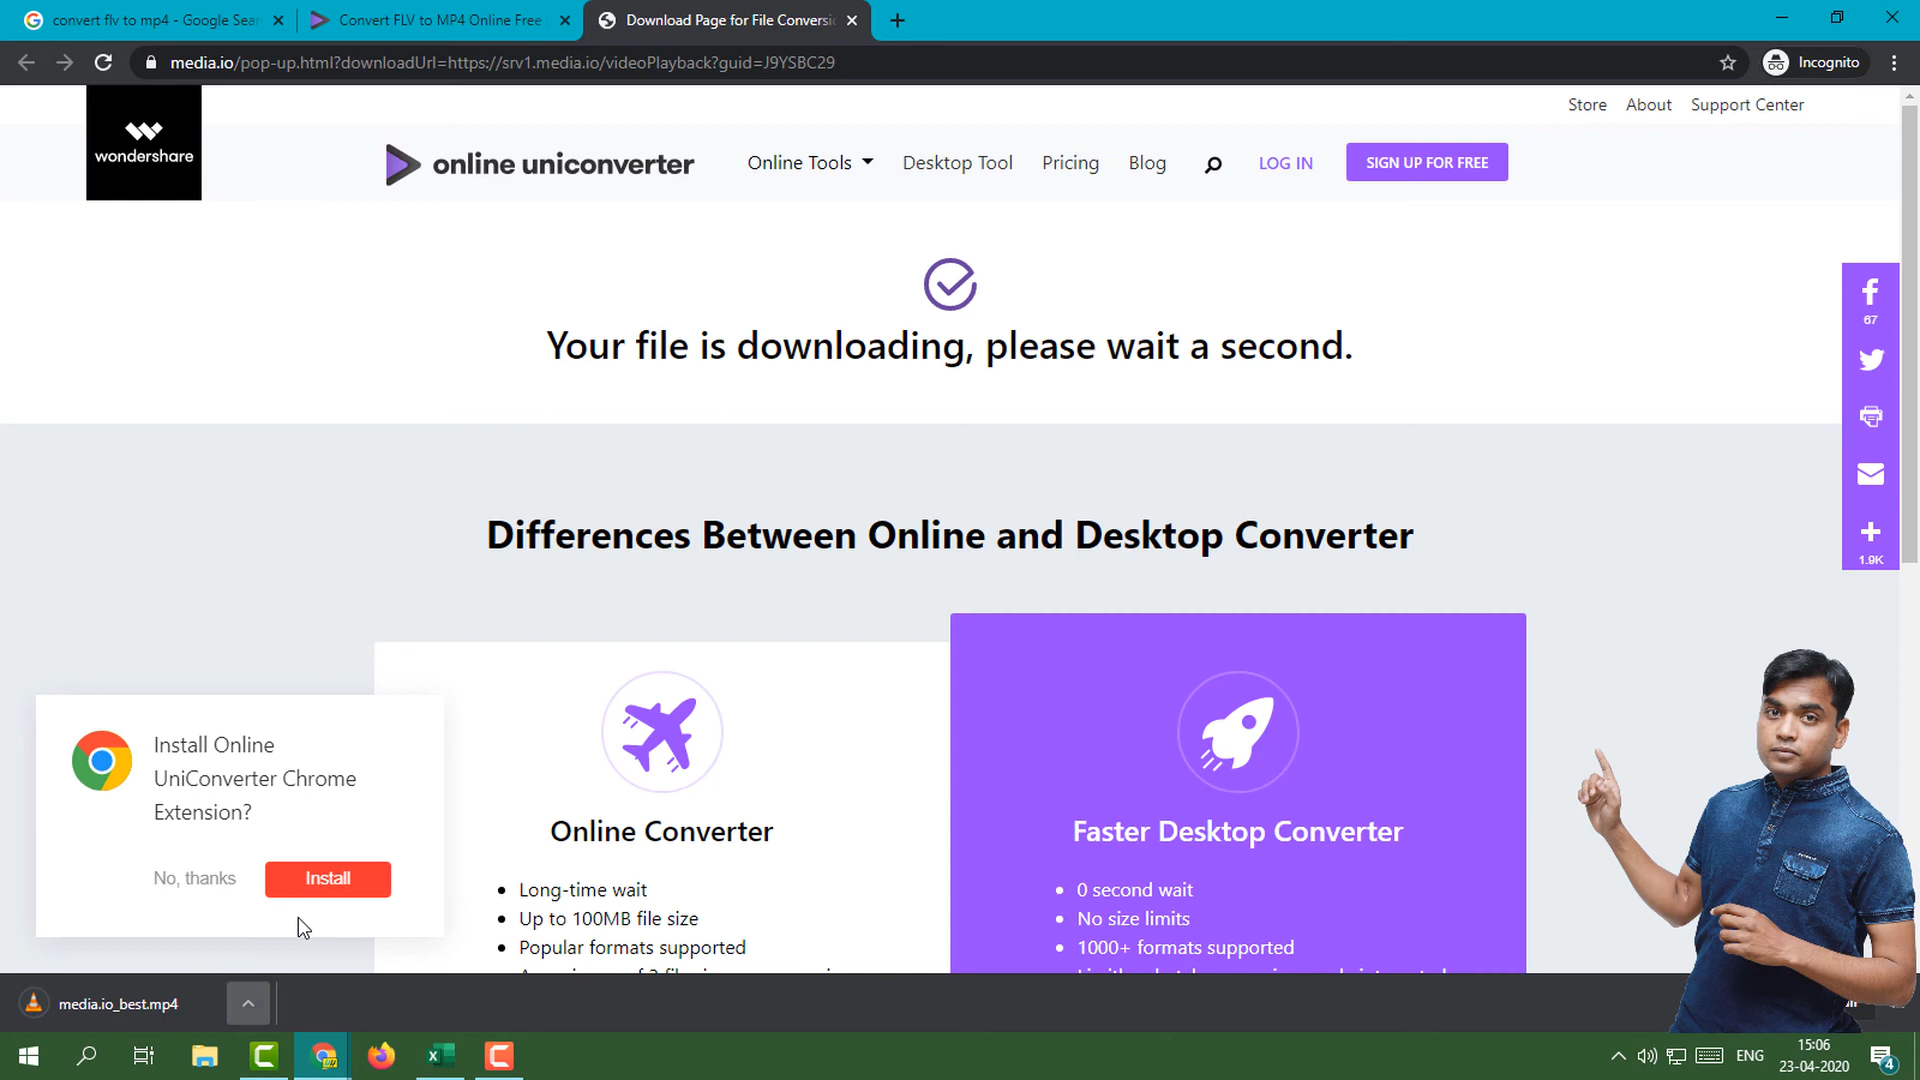 convert flv to mp4 - Google Sear
Convert FLV to MP4 Online Free
Download Page for File Conversi
media.io/pop-up.html?downloadUrl=https://srv1.media.io/videoPlayback?guid=J9YSBC29
Incognito
Store About Support Center
wondershare
online uniconverter
Online Tools Desktop Tool Pricing Blog LOG IN SIGN UP FOR FREE
Your file is downloading, please wait a second.
67
1.9K
Differences Between Online and Desktop Converter
Install Online
UniConverter Chrome
Extension?
No, thanks Install
Online Converter
• Long-time wait
• Up to 100MB file size
• Popular formats supported
Faster Desktop Converter
• 0 second wait
• No size limits
• 1000+ formats supported
media.io_best.mp4
ENG
15:06
23-04-2020
4